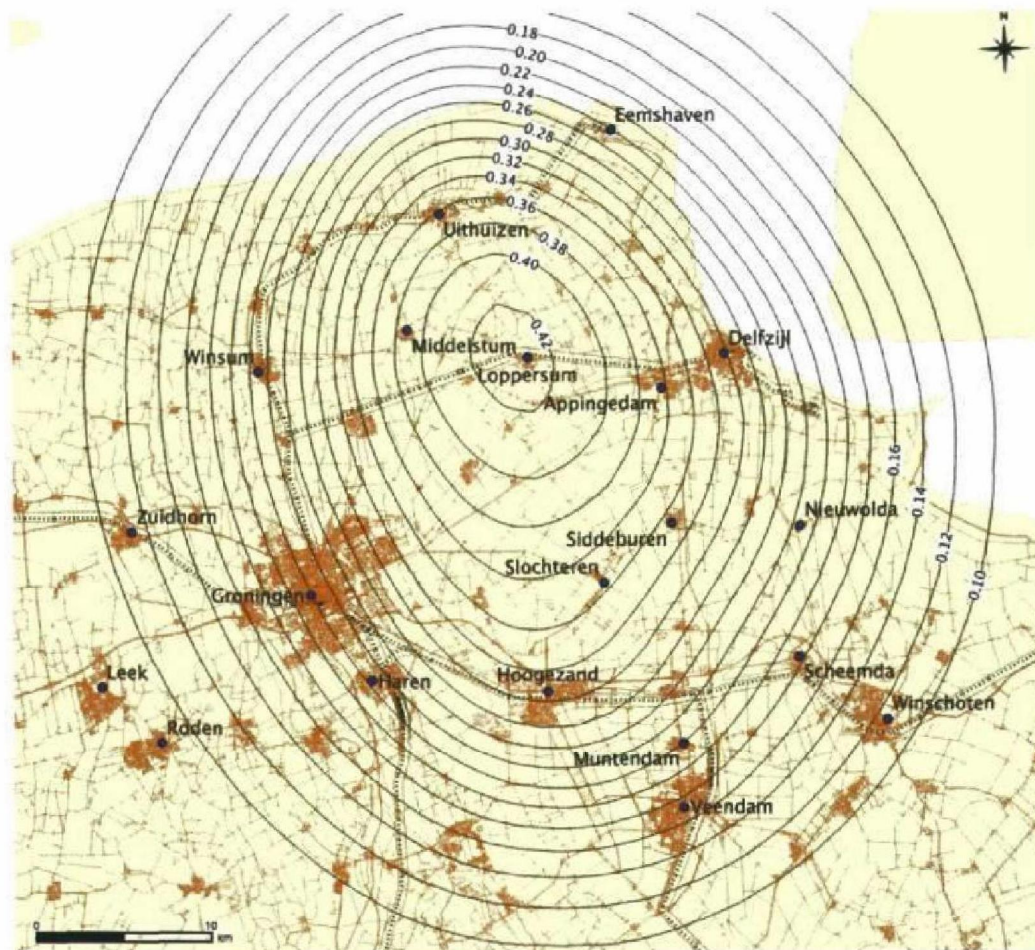 0.18
N
0.20
0.22
0.24
0.26
Eemshaven
0.28
0.30
0.32
0.34
0.36
Uithuizen
0.38
0.40
0.42
Middelstum
Delfzijl
Winsum
Loppersum
Appingedam
0.16
0.14
Zuidhorn
Nieuwolda
Siddeburen
0.12
Slochteren
0.10
Groningen
Leek
Haren
Hoogezand
Scheemda
Winschoten
Roden
Muntendam
Veendam
0 10
km